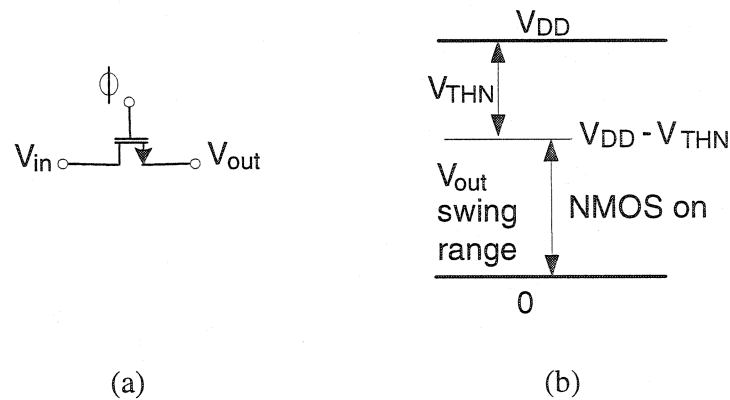 ϕ
V_in
V_out
(a)
V_DD
V_THN
V_DD - V_THN
V_out
swing
range
NMOS on
0
(b)